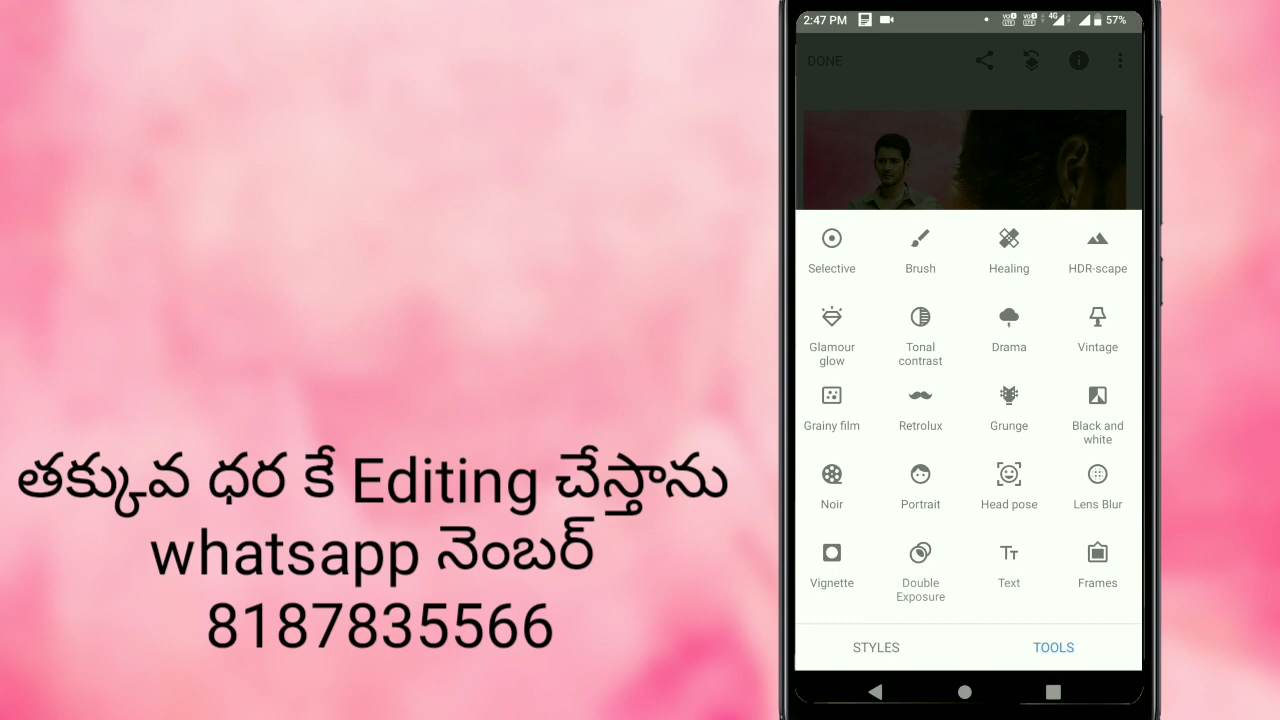 2:47 PM
4G
57%
DONE
Selective Brush Healing HDR-scape
Glamour glow Tonal contrast Drama Vintage
Grainy film Retrolux Grunge Black and white
Noir Portrait Head pose Lens Blur
Vignette Double Exposure Text Frames
STYLES TOOLS
తక్కువ ధర కే Editing చేస్తాను
whatsapp నెంబర్
8187835566